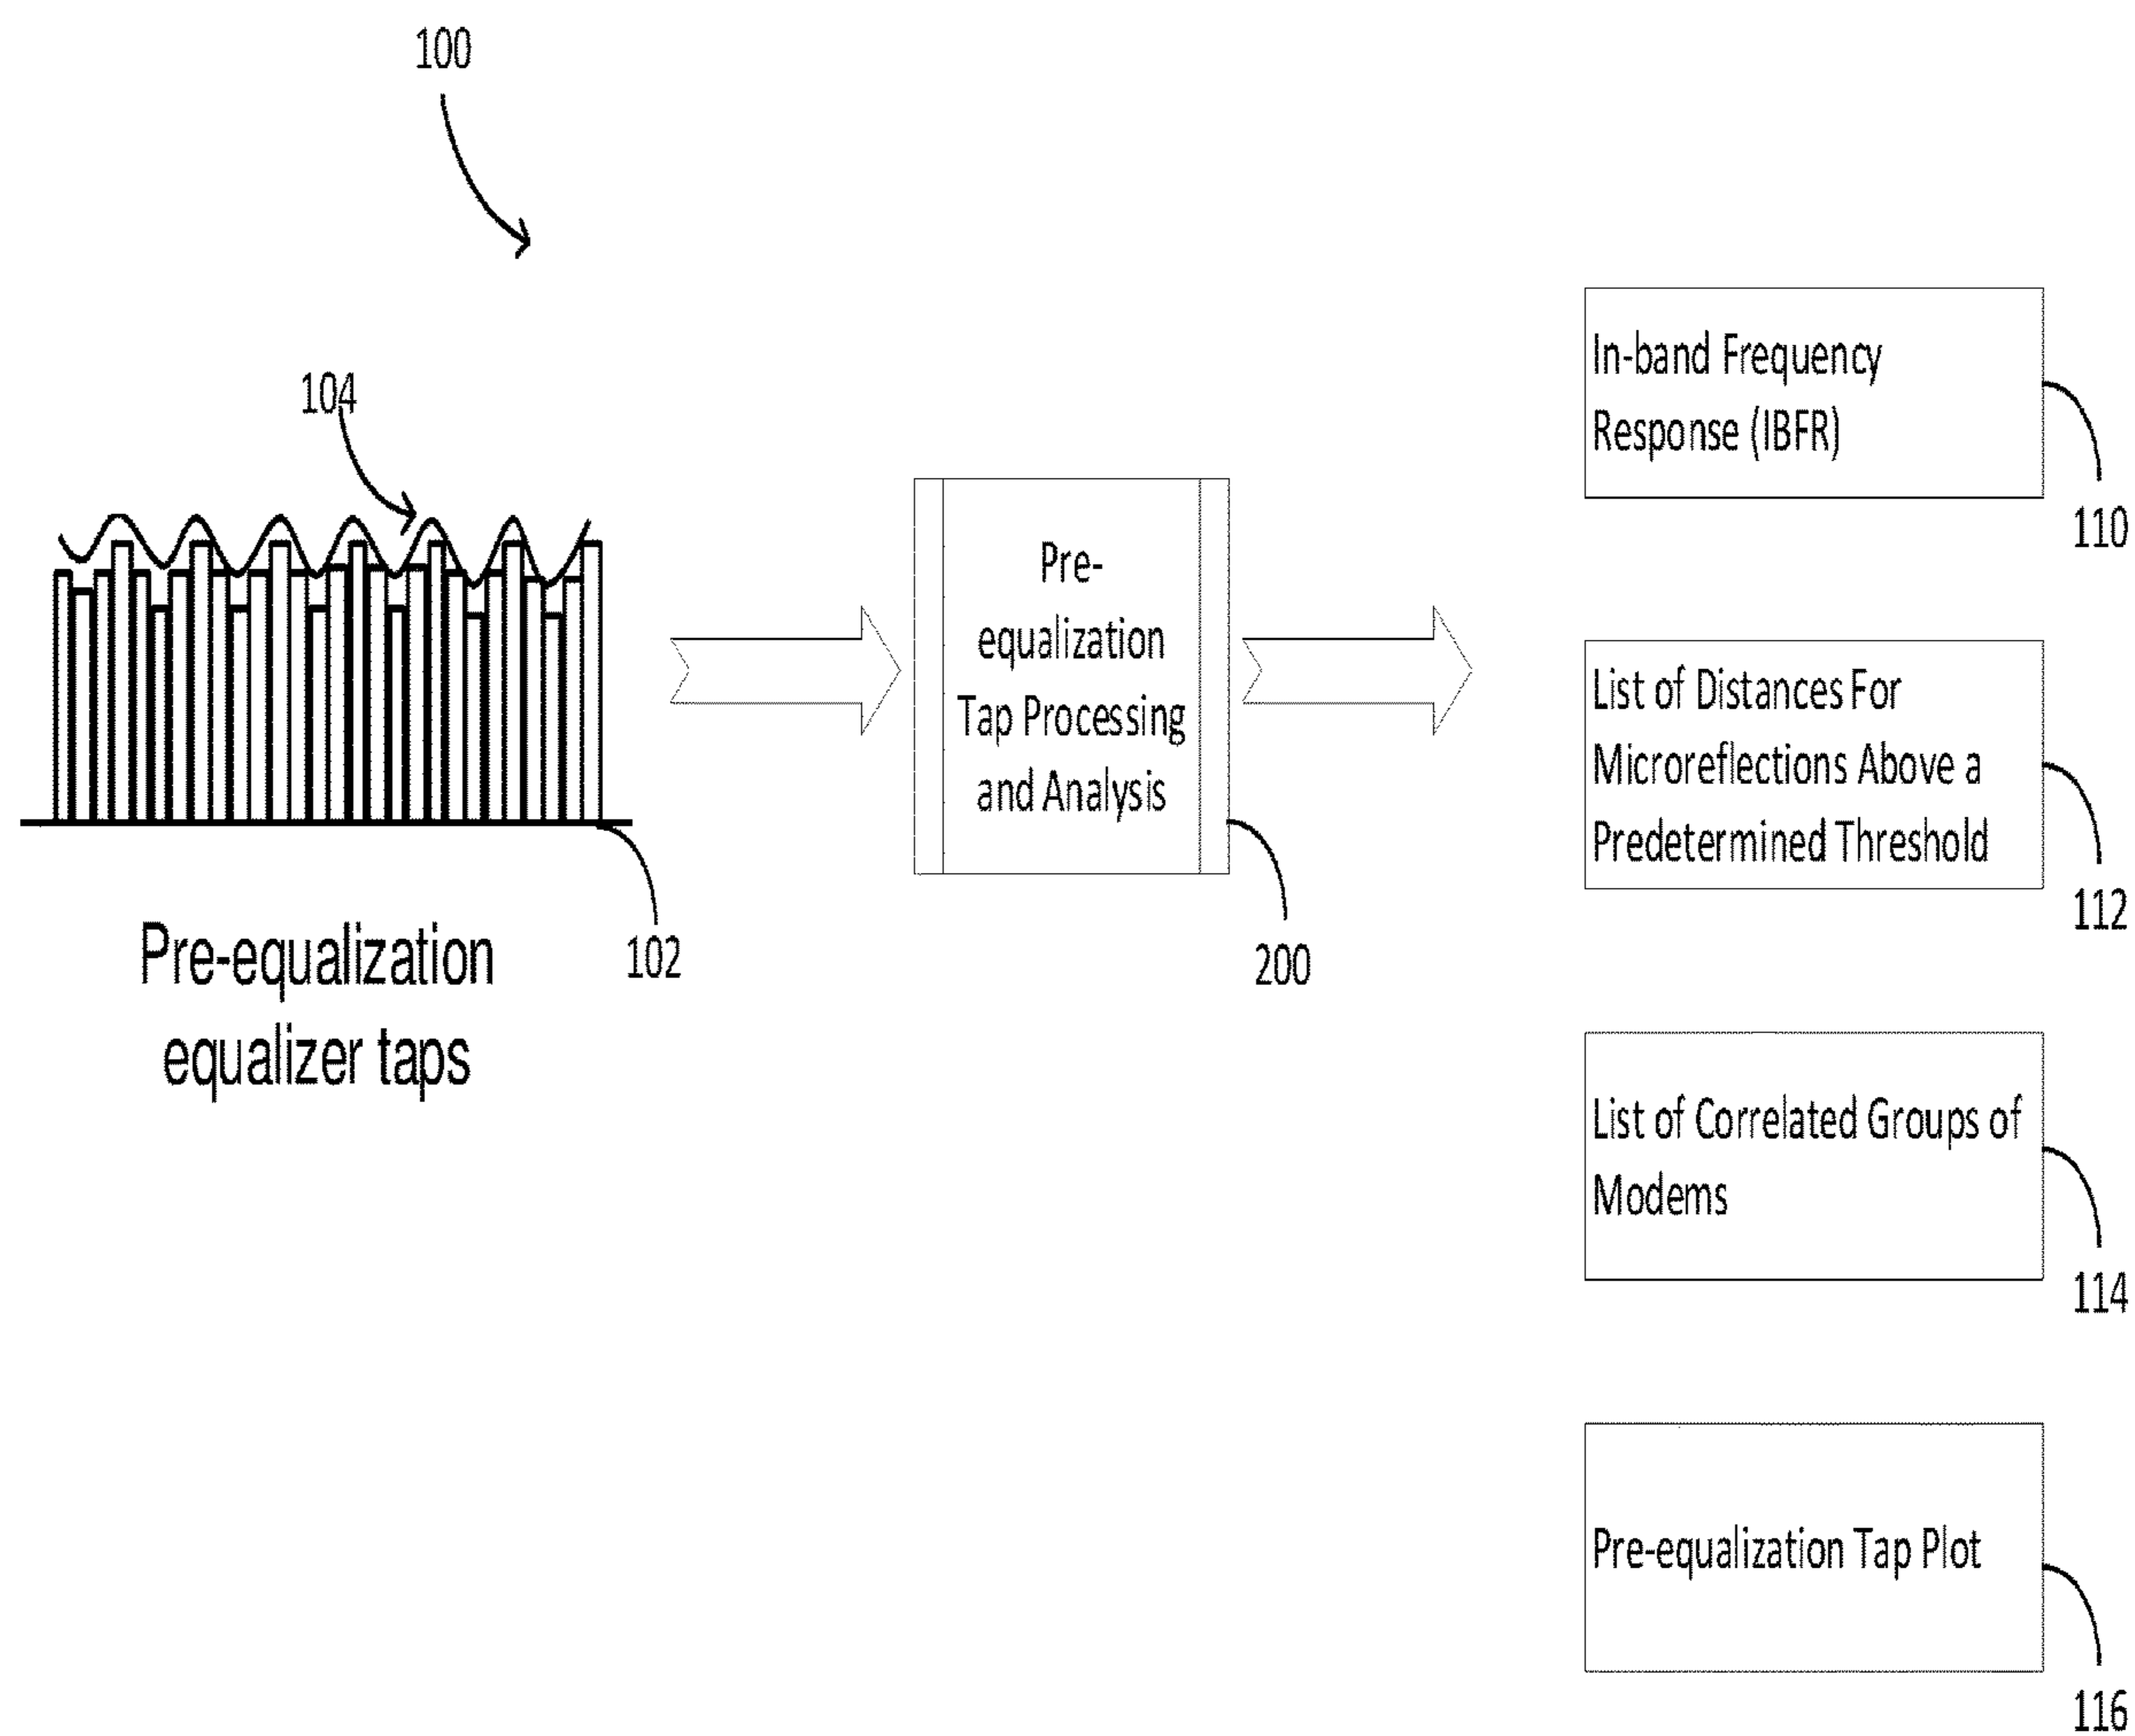 100
104
Pre-equalization
equalizer taps
102
Pre-
equalization
Tap Processing
and Analysis
200
In-band Frequency
Response (IBFR)
110
List of Distances For
Microreflections Above a
Predetermined Threshold
112
List of Correlated Groups of
Modems
114
Pre-equalization Tap Plot
116